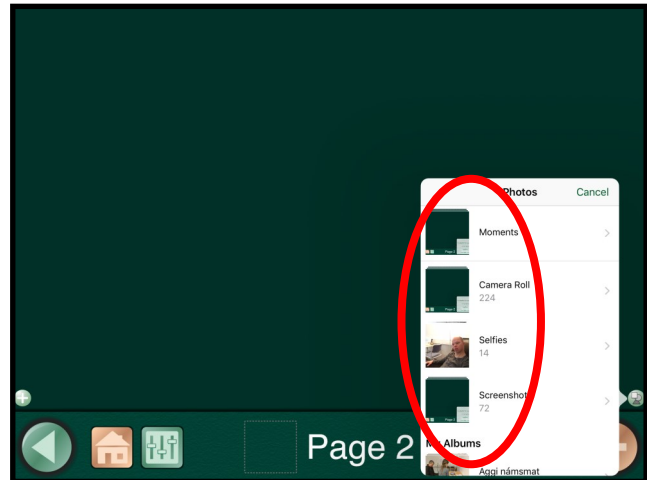 Photos Cancel
Moments
Camera Roll
224
Selfies
14
Screenshot
72
My Albums
Aggi námsmat
Page 2